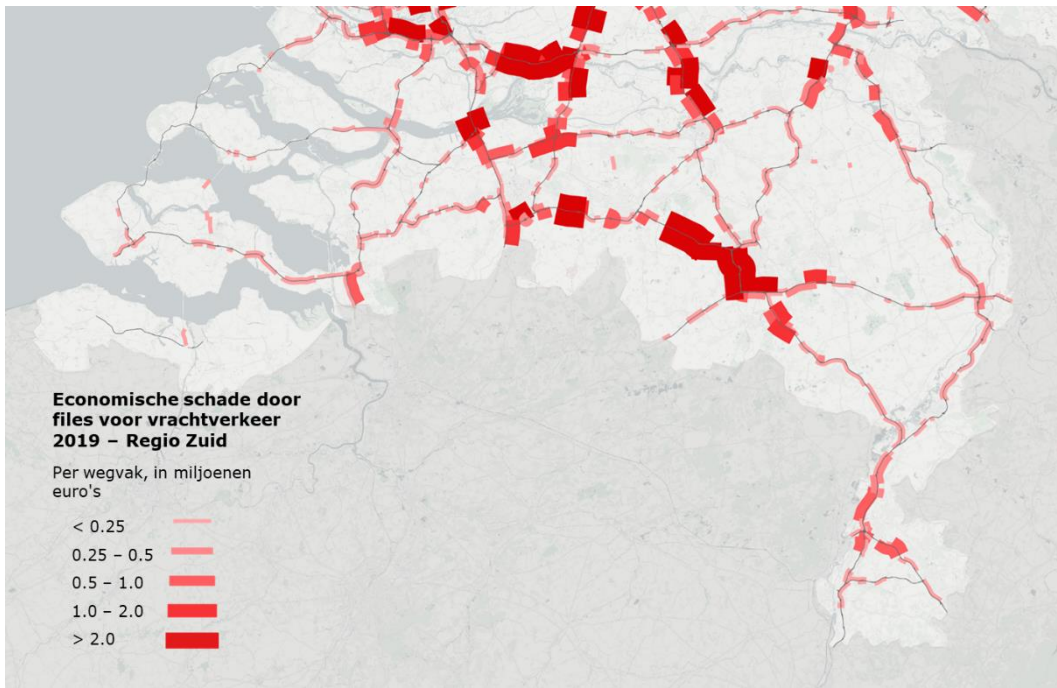 Economische schade door
files voor vrachtverkeer
2019 – Regio Zuid
Per wegvak, in miljoenen
euro's
< 0.25
0.25 – 0.5
0.5 – 1.0
1.0 – 2.0
> 2.0